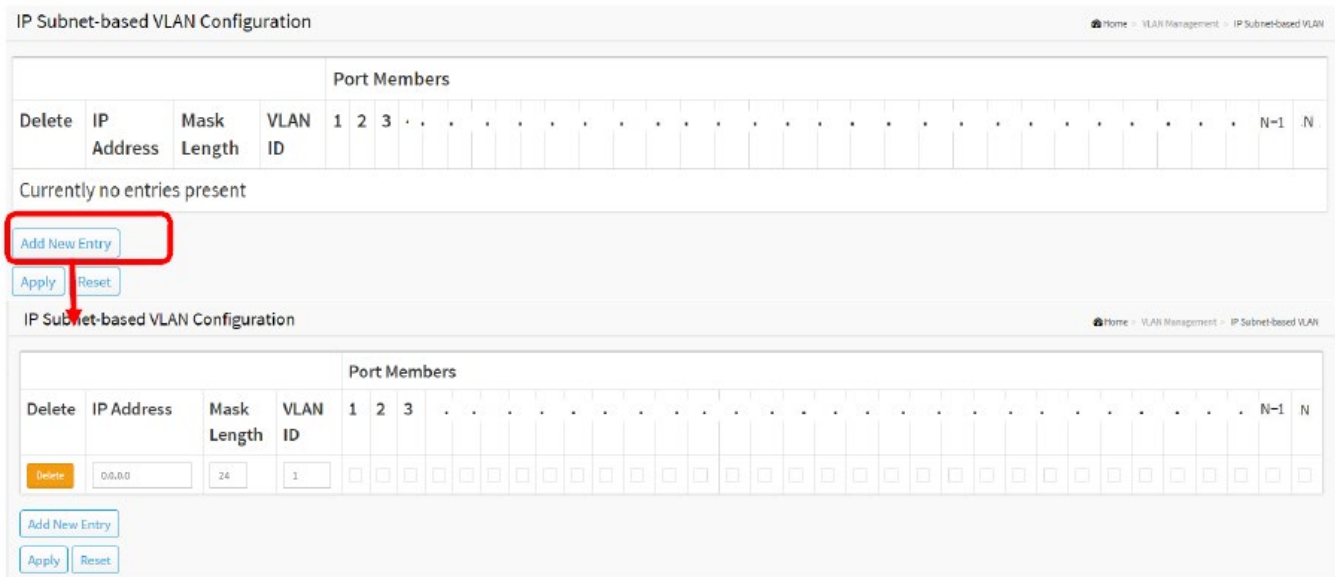 IP Subnet-based VLAN Configuration
Home > VLAN Management > IP Subnet-based VLAN
Port Members
Delete IP Address Mask Length VLAN ID 1 2 3 . . . . . . . . . . . . . . . . . . . . . . . . . . . N-1 N
Currently no entries present
Add New Entry
Apply Reset
IP Subnet-based VLAN Configuration
Home > VLAN Management > IP Subnet-based VLAN
Port Members
Delete IP Address Mask Length VLAN ID 1 2 3 . . . . . . . . . . . . . . . . . . . . . . . . . . N-1 N
Delete 0.0.0.0 24 1
Add New Entry
Apply Reset